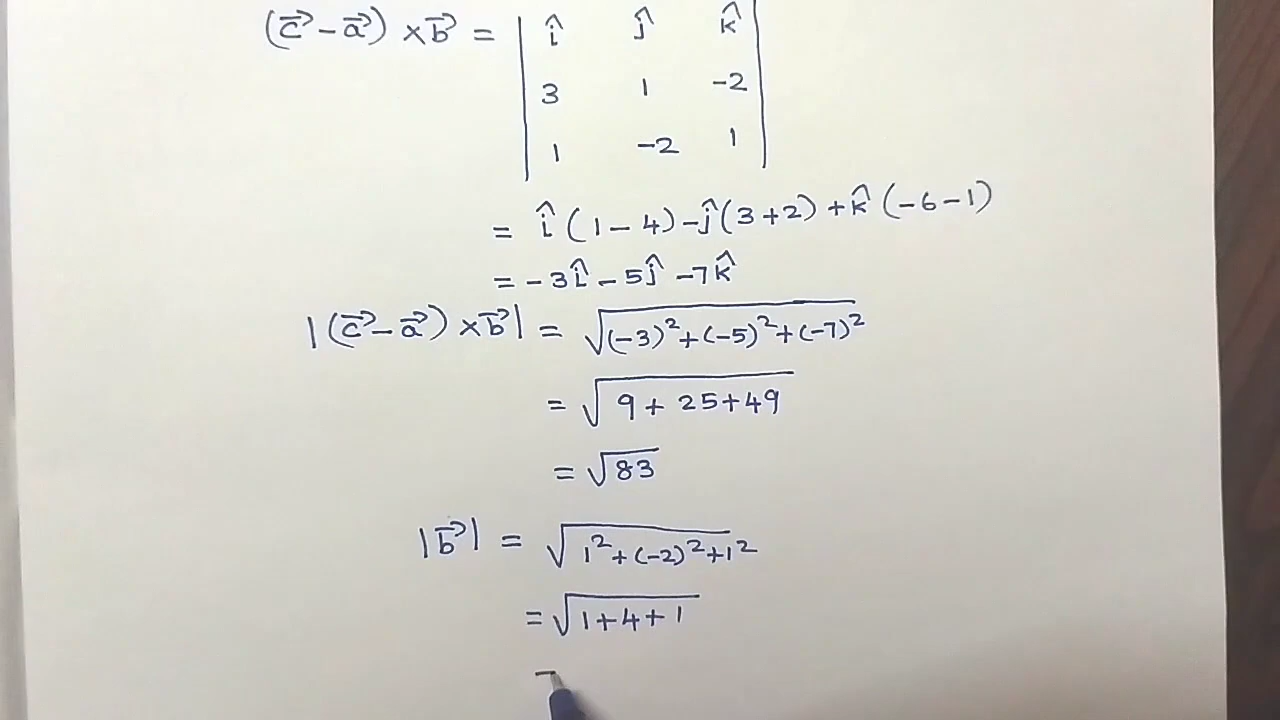 (c⃗ - a⃗) × b⃗ = | î ĵ k̂ |
| 3 1 -2 |
| 1 -2 1 |
= î (1 - 4) - ĵ (3 + 2) + k̂ (-6 - 1)
= -3î - 5ĵ - 7k̂
|(c⃗ - a⃗) × b⃗| = √((-3)² + (-5)² + (-7)²)
= √(9 + 25 + 49)
= √83
|b⃗| = √(1² + (-2)² + 1²)
= √(1 + 4 + 1)